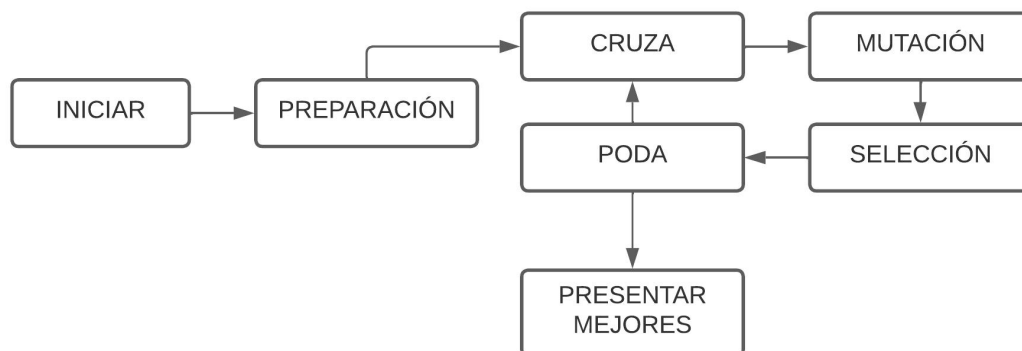 INICIAR
PREPARACIÓN
CRUZA
MUTACIÓN
SELECCIÓN
PODA
PRESENTAR
MEJORES